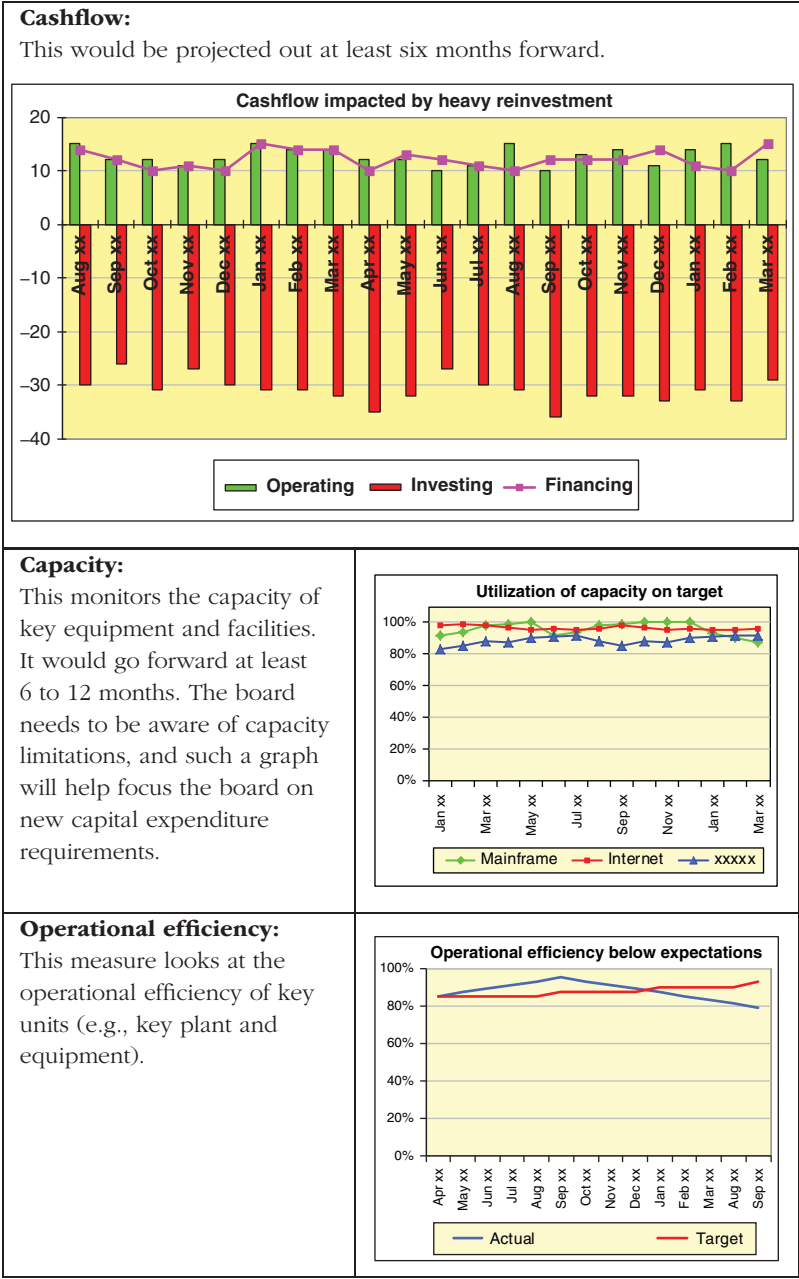 Cashflow:
This would be projected out at least six months forward.
Cashflow impacted by heavy reinvestment
20
10
0
–10
–20
–30
–40
Aug xx
Sep xx
Oct xx
Nov xx
Dec xx
Jan xx
Feb xx
Mar xx
Apr xx
May xx
Jun xx
Jul xx
Aug xx
Sep xx
Oct xx
Nov xx
Dec xx
Jan xx
Feb xx
Mar xx
Operating Investing Financing
Capacity:
This monitors the capacity of
key equipment and facilities.
It would go forward at least
6 to 12 months. The board
needs to be aware of capacity
limitations, and such a graph
will help focus the board on
new capital expenditure
requirements.
Utilization of capacity on target
100%
80%
60%
40%
20%
0%
Jan xx
Mar xx
May xx
Jul xx
Sep xx
Nov xx
Jan xx
Mar xx
Mainframe Internet xxxxx
Operational efficiency:
This measure looks at the
operational efficiency of key
units (e.g., key plant and
equipment).
Operational efficiency below expectations
100%
80%
60%
40%
20%
0%
Apr xx
May xx
Jun xx
Jul xx
Aug xx
Sep xx
Oct xx
Nov xx
Dec xx
Jan xx
Feb xx
Mar xx
Aug xx
Sep xx
Actual Target